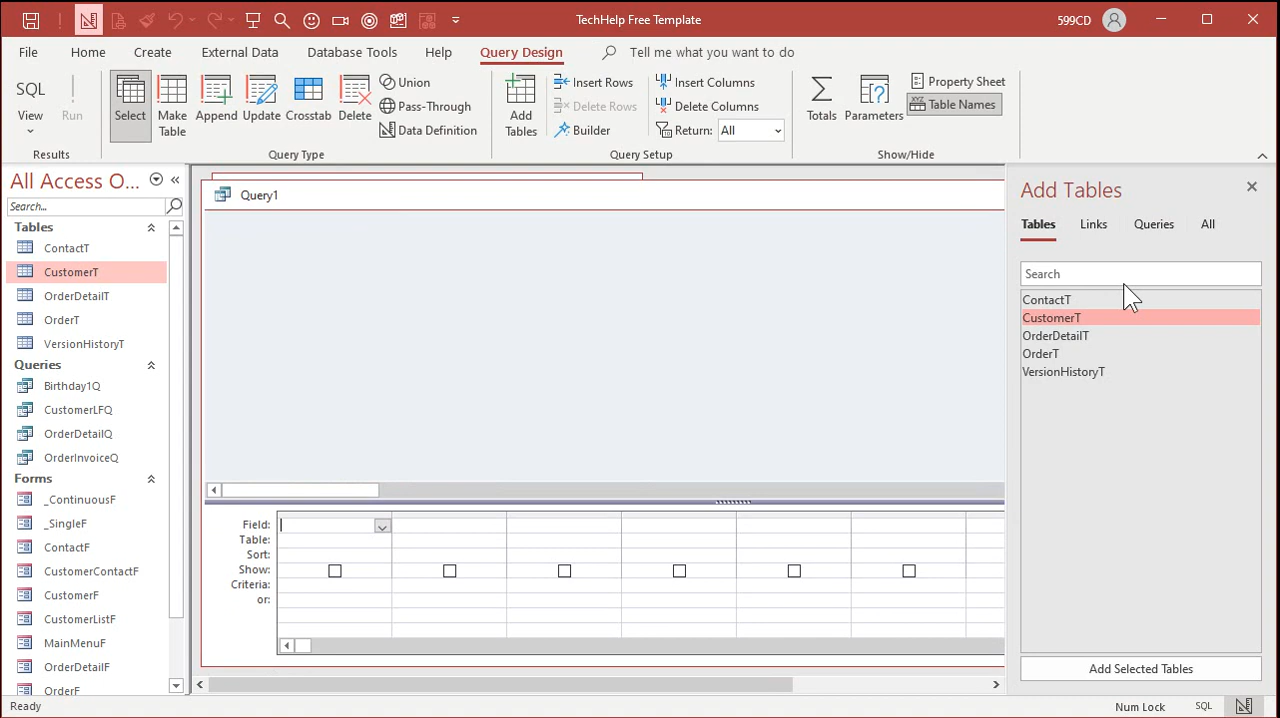 TechHelp Free Template
599CD
File
Home
Create
External Data
Database Tools
Help
Query Design
Tell me what you want to do
SQL
View
Run
Select
Make
Table
Append
Update
Crosstab
Delete
Union
Pass-Through
Data Definition
Add
Tables
Insert Rows
Delete Rows
Builder
Insert Columns
Delete Columns
Return:
All
Totals
Parameters
Property Sheet
XYZ
Table Names
Results
Query Type
Query Setup
Show/Hide
All Access O...
Search...
Tables
ContactT
CustomerT
OrderDetailT
OrderT
VersionHistoryT
Queries
Birthday1Q
CustomerLFQ
OrderDetailQ
OrderInvoiceQ
Forms
_ContinuousF
_SingleF
ContactF
CustomerContactF
CustomerF
CustomerListF
MainMenuF
OrderDetailF
OrderF
Query1
Field:
Table:
Sort:
Show:
Criteria:
or:
Add Tables
Tables
Links
Queries
All
Search
ContactT
CustomerT
OrderDetailT
OrderT
VersionHistoryT
Add Selected Tables
Ready
Num Lock
SQL